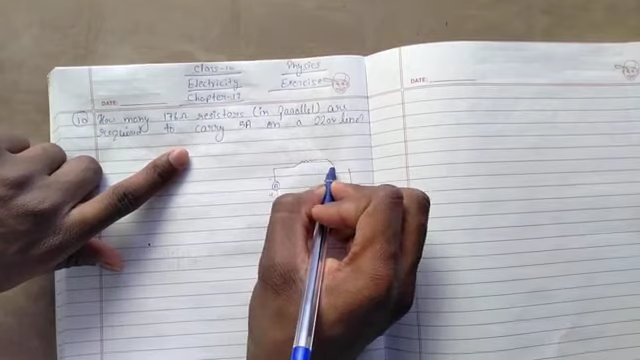 Class-10 Physics
Electricity Exercise
Chapter-12
DATE:
(10) How many 176Ω resistors (in parallel) are
required to carry 5A on a 220V line?
DATE: